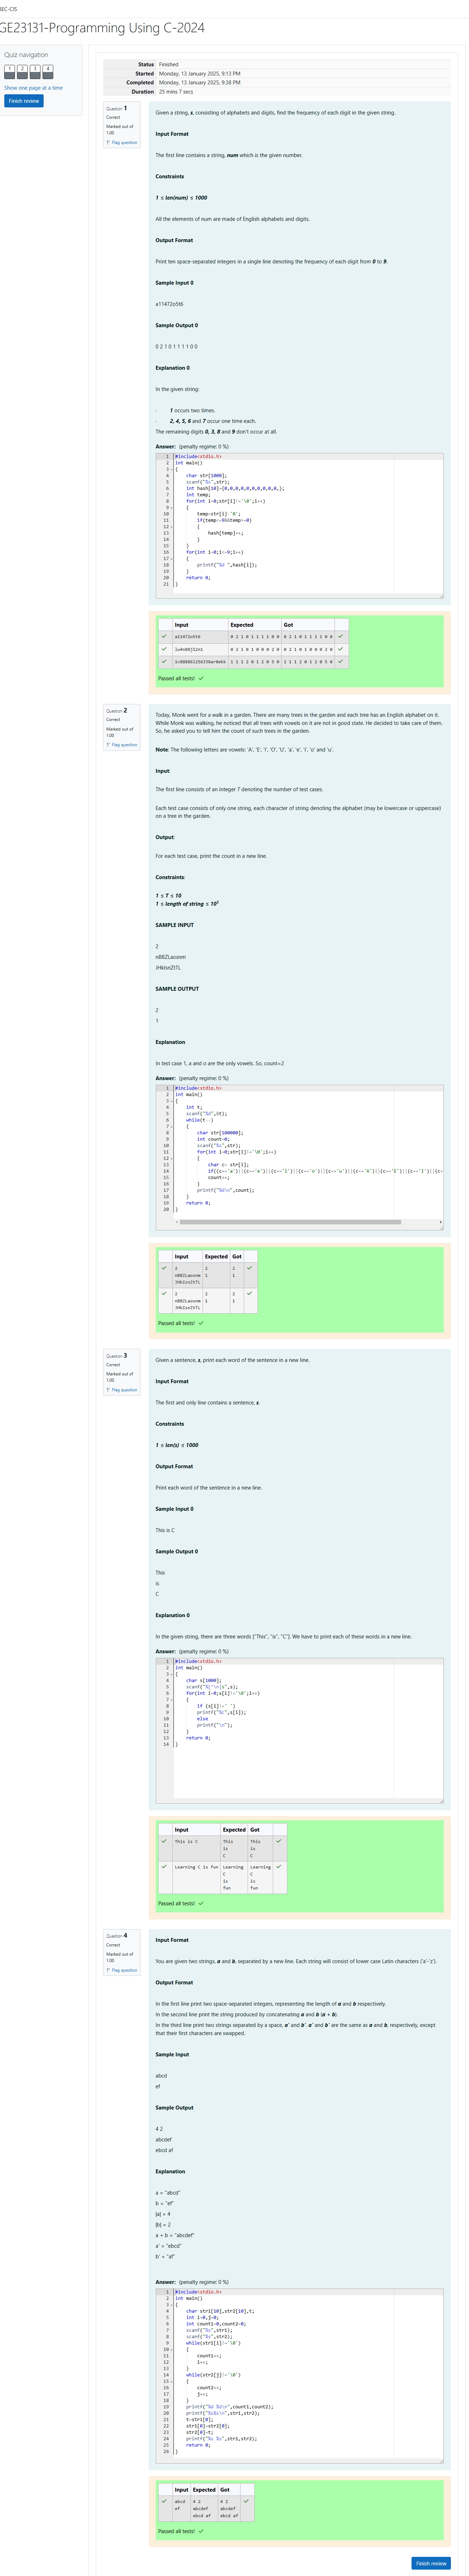 IEC-CIS
GE23131-Programming Using C-2024
Quiz navigation
1 2 3 4
Show one page at a time
Finish review
Status Finished
Started Monday, 13 January 2025, 9:13 PM
Completed Monday, 13 January 2025, 9:38 PM
Duration 25 mins 7 secs
Question 1
Correct
Marked out of
1.00
Flag question
Given a string, s, consisting of alphabets and digits, find the frequency of each digit in the given string.
Input Format
The first line contains a string, num which is the given number.
Constraints
1 ≤ len(num) ≤ 1000
All the elements of num are made of English alphabets and digits.
Output Format
Print ten space-separated integers in a single line denoting the frequency of each digit from 0 to 9.
Sample Input 0
a11472o5t6
Sample Output 0
0 2 1 0 1 1 1 1 0 0
Explanation 0
In the given string:
· 1 occurs two times.
· 2, 4, 5, 6 and 7 occur one time each.
The remaining digits 0, 3, 8 and 9 don't occur at all.
Answer: (penalty regime: 0 %)
1 #include<stdio.h>
2 int main()
3 {
4 char str[1000];
5 scanf("%s",str);
6 int hash[10]={0,0,0,0,0,0,0,0,0,0,};
7 int temp;
8 for(int i=0;str[i]!='\0';i++)
9 {
10 temp=str[i]-'0';
11 if(temp<=9&&temp>=0)
12 {
13 hash[temp]++;
14 }
15 }
16 for(int i=0;i<=9;i++)
17 {
18 printf("%d ",hash[i]);
19 }
20 return 0;
21 }
Input Expected Got
a11472o5t6 0 2 1 0 1 1 1 1 0 0 0 2 1 0 1 1 1 1 0 0
lw4n88j12n1 0 2 1 0 1 0 0 0 2 0 0 2 1 0 1 0 0 0 2 0
1v88886l256338ar0ekk 1 1 1 2 0 1 2 0 5 0 1 1 1 2 0 1 2 0 5 0
Passed all tests!
Question 2
Correct
Marked out of
1.00
Flag question
Today, Monk went for a walk in a garden. There are many trees in the garden and each tree has an English alphabet on it.
While Monk was walking, he noticed that all trees with vowels on it are not in good state. He decided to take care of them.
So, he asked you to tell him the count of such trees in the garden.
Note: The following letters are vowels: 'A', 'E', 'I', 'O', 'U', 'a', 'e', 'i', 'o' and 'u'.
Input:
The first line consists of an integer T denoting the number of test cases.
Each test case consists of only one string, each character of string denoting the alphabet (may be lowercase or uppercase)
on a tree in the garden.
Output:
For each test case, print the count in a new line.
Constraints:
1 ≤ T ≤ 10
1 ≤ length of string ≤ 10⁵
SAMPLE INPUT
2
nBBZLaosnm
JHkIsnZtTL
SAMPLE OUTPUT
2
1
Explanation
In test case 1, a and o are the only vowels. So, count=2
Answer: (penalty regime: 0 %)
1 #include<stdio.h>
2 int main()
3 {
4 int t;
5 scanf("%d",&t);
6 while(t--)
7 {
8 char str[100000];
9 int count=0;
10 scanf("%s",str);
11 for(int i=0;str[i]!='\0';i++)
12 {
13 char c= str[i];
14 if((c=='a')||(c=='e')||(c=='i')||(c=='o')||(c=='u')||(c=='A')||(c=='E')||(c=='I')||(c=
15 count++;
16 }
17 printf("%d\n",count);
18 }
19 return 0;
20 }
Input Expected Got
2 2 2
nBBZLaosnm 1 1
JHkIsnZtTL
2 2 2
nBBZLaosnm 1 1
JHkIsnZtTL
Passed all tests!
Question 3
Correct
Marked out of
1.00
Flag question
Given a sentence, s, print each word of the sentence in a new line.
Input Format
The first and only line contains a sentence, s.
Constraints
1 ≤ len(s) ≤ 1000
Output Format
Print each word of the sentence in a new line.
Sample Input 0
This is C
Sample Output 0
This
is
C
Explanation 0
In the given string, there are three words ["This", "is", "C"]. We have to print each of these words in a new line.
Answer: (penalty regime: 0 %)
1 #include<stdio.h>
2 int main()
3 {
4 char s[1000];
5 scanf("%[^\n]s",s);
6 for(int i=0;s[i]!='\0';i++)
7 {
8 if (s[i]!=' ')
9 printf("%c",s[i]);
10 else
11 printf("\n");
12 }
13 return 0;
14 }
Input Expected Got
This is C This This
is is
C C
Learning C is fun Learning Learning
C C
is is
fun fun
Passed all tests!
Question 4
Correct
Marked out of
1.00
Flag question
Input Format
You are given two strings, a and b, separated by a new line. Each string will consist of lower case Latin characters ('a'-'z').
Output Format
In the first line print two space-separated integers, representing the length of a and b respectively.
In the second line print the string produced by concatenating a and b (a + b).
In the third line print two strings separated by a space, a' and b'. a' and b' are the same as a and b, respectively, except
that their first characters are swapped.
Sample Input
abcd
ef
Sample Output
4 2
abcdef
ebcd af
Explanation
a = "abcd"
b = "ef"
|a| = 4
|b| = 2
a + b = "abcdef"
a' = "ebcd"
b' = "af"
Answer: (penalty regime: 0 %)
1 #include<stdio.h>
2 int main()
3 {
4 char str1[10],str2[10],t;
5 int i=0,j=0;
6 int count1=0,count2=0;
7 scanf("%s",str1);
8 scanf("%s",str2);
9 while(str1[i]!='\0')
10 {
11 count1++;
12 i++;
13 }
14 while(str2[j]!='\0')
15 {
16 count2++;
17 j++;
18 }
19 printf("%d %d\n",count1,count2);
20 printf("%s%s\n",str1,str2);
21 t=str1[0];
22 str1[0]=str2[0];
23 str2[0]=t;
24 printf("%s %s",str1,str2);
25 return 0;
26 }
Input Expected Got
abcd 4 2 4 2
ef abcdef abcdef
ebcd af ebcd af
Passed all tests!
Finish review